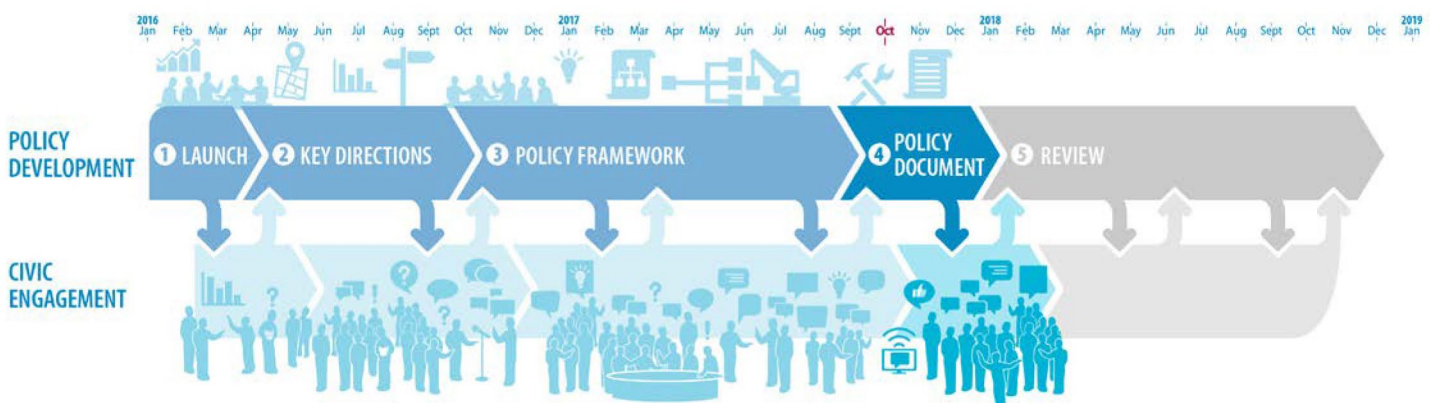 2016 2017 2018 2019
Jan Feb Mar Apr May Jun Jul Aug Sept Oct Nov Dec Jan Feb Mar Apr May Jun Jul Aug Sept Oct Nov Dec Jan Feb Mar Apr May Jun Jul Aug Sept Oct Nov Dec Jan
POLICY
DEVELOPMENT
1 LAUNCH
2 KEY DIRECTIONS
3 POLICY FRAMEWORK
4 POLICY
DOCUMENT
5 REVIEW
CIVIC
ENGAGEMENT